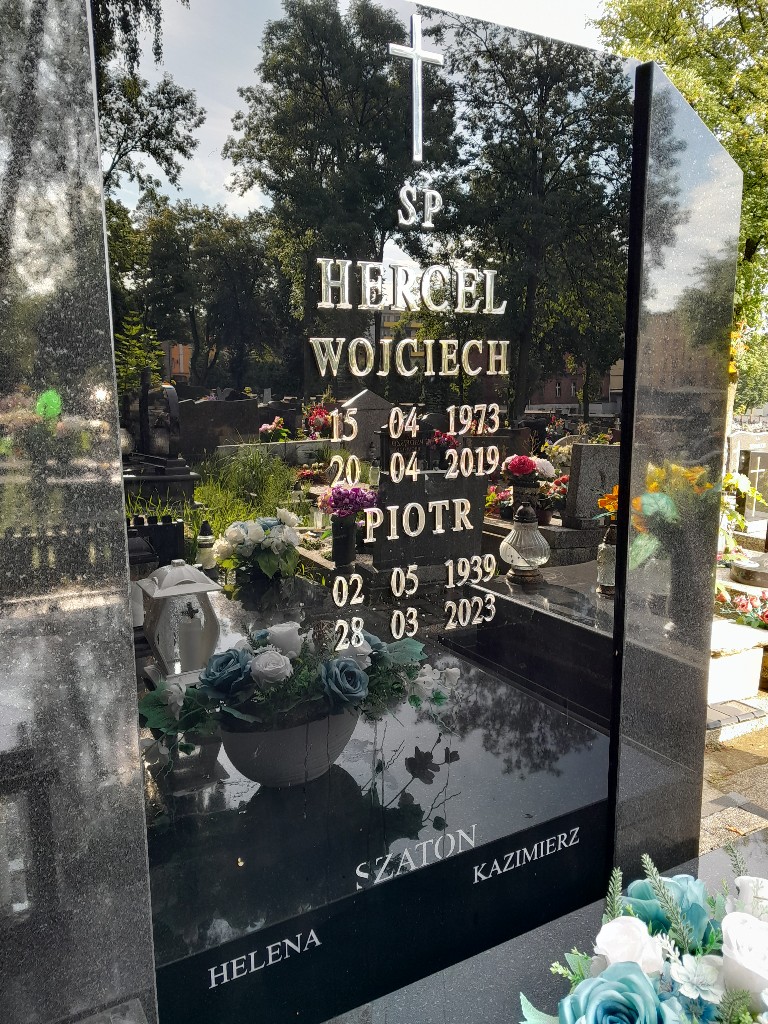 ŚP
HERCEL
WOJCIECH
15 04 1973
20 04 2019
PIOTR
02 05 1939
28 03 2023
SZATON
HELENA KAZIMIERZ